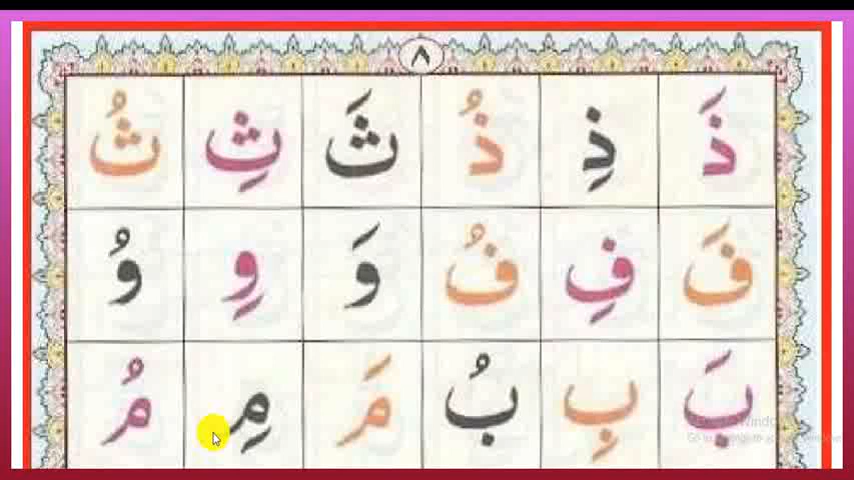 ٨
ذَ ذِ ذُ ثَ ثِ ثُ
فَ فِ فُ وَ وِ وُ
بَ بِ بُ مَ مِ مُ